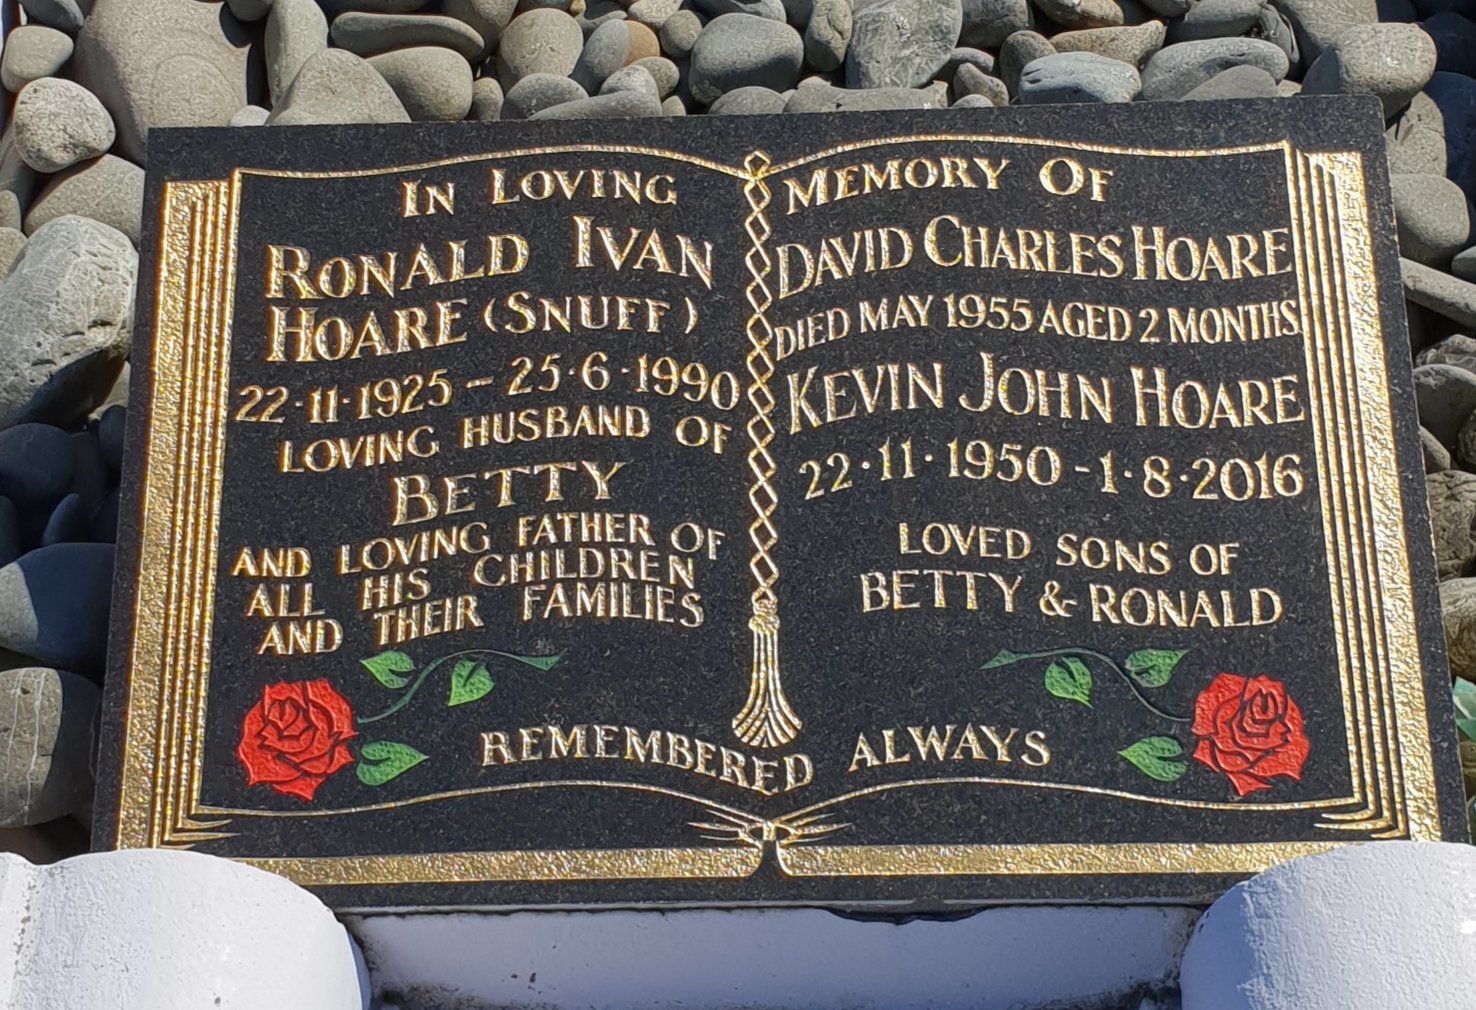 IN LOVING
RONALD IVAN
HOARE (SNUFF)
22·11·1925 – 25·6·1990
LOVING HUSBAND OF
BETTY
AND LOVING FATHER OF
ALL HIS CHILDREN
AND THEIR FAMILIES
MEMORY OF
DAVID CHARLES HOARE
DIED MAY 1955 AGED 2 MONTHS
KEVIN JOHN HOARE
22·11·1950 - 1·8·2016
LOVED SONS OF
BETTY & RONALD
REMEMBERED ALWAYS